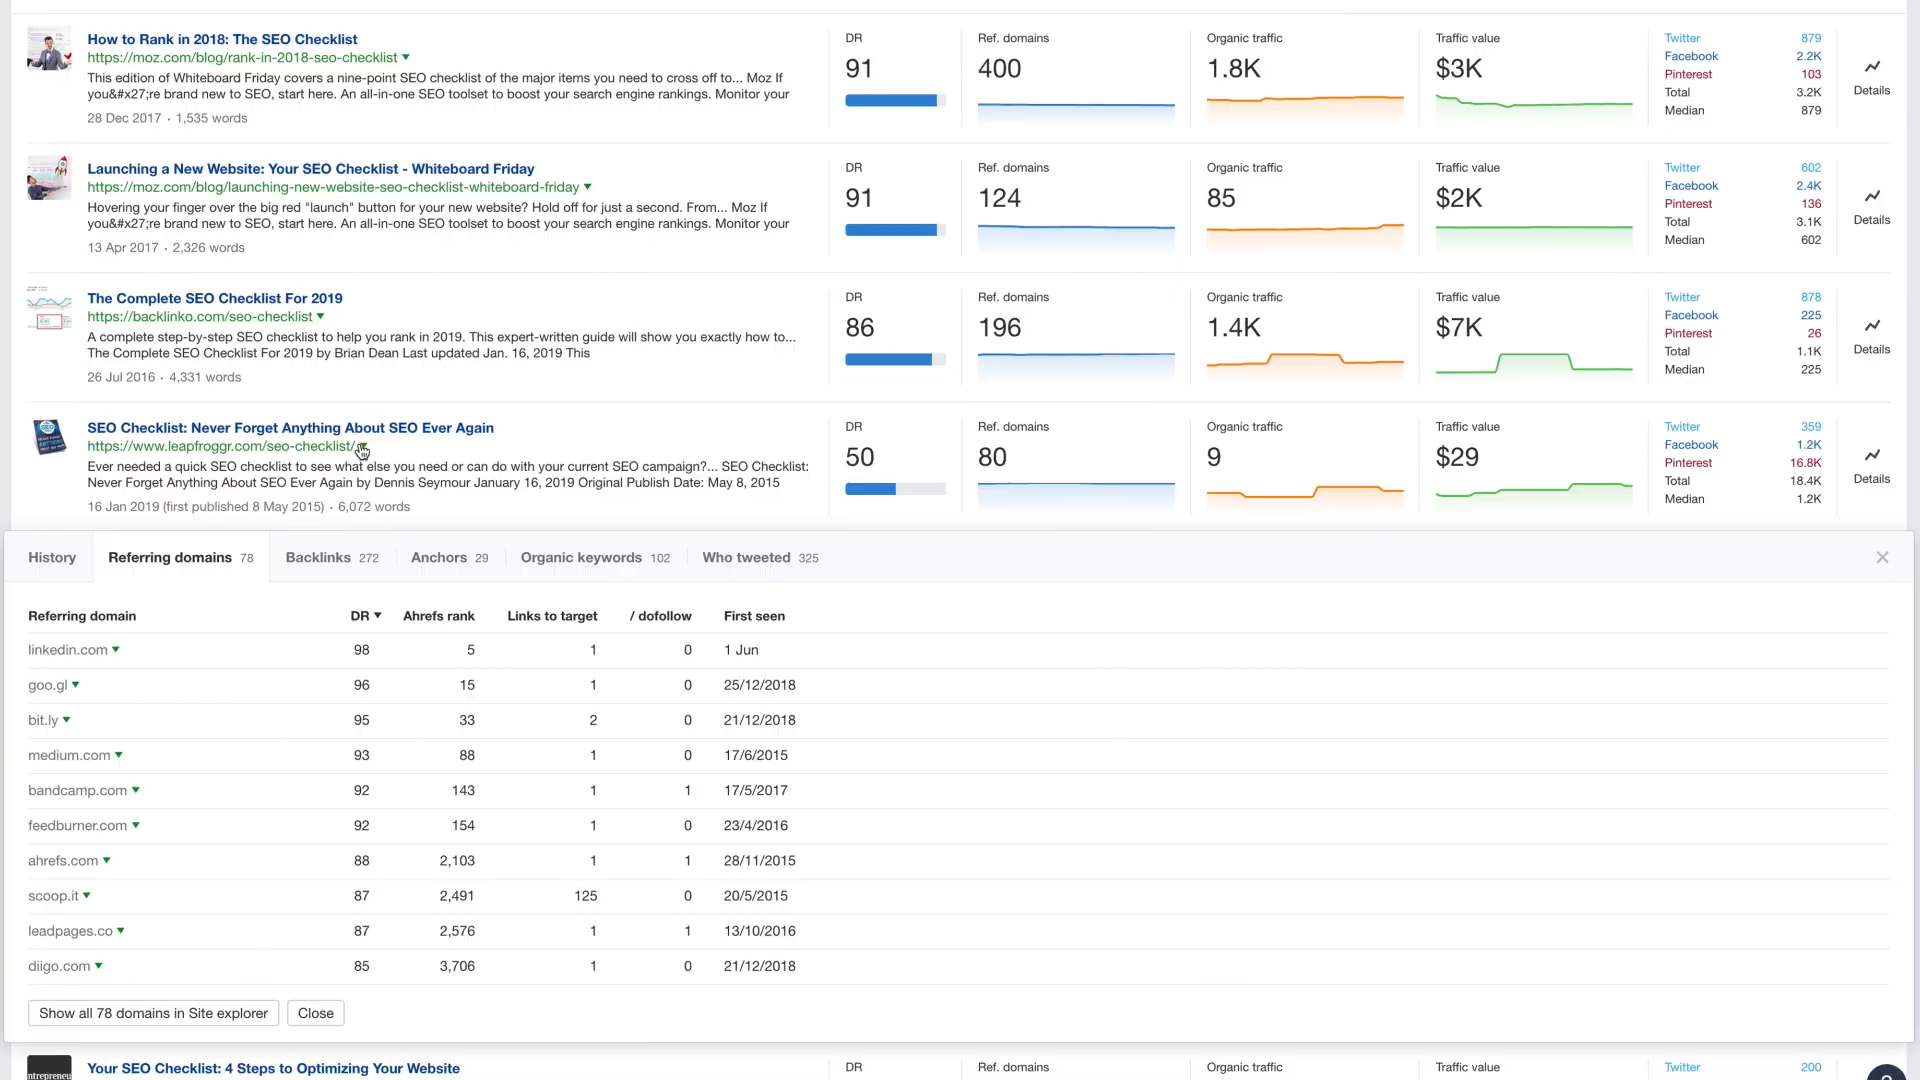 How to Rank in 2018: The SEO Checklist
https://moz.com/blog/rank-in-2018-seo-checklist
This edition of Whiteboard Friday covers a nine-point SEO checklist of the major items you need to cross off to... Moz If
you&#x27;re brand new to SEO, start here. An all-in-one SEO toolset to boost your search engine rankings. Monitor your
28 Dec 2017 · 1,535 words
DR
91
Ref. domains
400
Organic traffic
1.8K
Traffic value
$3K
Twitter 879
Facebook 2.2K
Pinterest 103
Total 3.2K
Median 879
Details
Launching a New Website: Your SEO Checklist - Whiteboard Friday
https://moz.com/blog/launching-new-website-seo-checklist-whiteboard-friday
Hovering your finger over the big red "launch" button for your new website? Hold off for just a second. From... Moz If
you&#x27;re brand new to SEO, start here. An all-in-one SEO toolset to boost your search engine rankings. Monitor your
13 Apr 2017 · 2,326 words
DR
91
Ref. domains
124
Organic traffic
85
Traffic value
$2K
Twitter 602
Facebook 2.4K
Pinterest 136
Total 3.1K
Median 602
Details
The Complete SEO Checklist For 2019
https://backlinko.com/seo-checklist
A complete step-by-step SEO checklist to help you rank in 2019. This expert-written guide will show you exactly how to...
The Complete SEO Checklist For 2019 by Brian Dean Last updated Jan. 16, 2019 This
26 Jul 2016 · 4,331 words
DR
86
Ref. domains
196
Organic traffic
1.4K
Traffic value
$7K
Twitter 878
Facebook 225
Pinterest 26
Total 1.1K
Median 225
Details
SEO Checklist: Never Forget Anything About SEO Ever Again
https://www.leapfroggr.com/seo-checklist/
Ever needed a quick SEO checklist to see what else you need or can do with your current SEO campaign?... SEO Checklist:
Never Forget Anything About SEO Ever Again by Dennis Seymour January 16, 2019 Original Publish Date: May 8, 2015
16 Jan 2019 (first published 8 May 2015) · 6,072 words
DR
50
Ref. domains
80
Organic traffic
9
Traffic value
$29
Twitter 359
Facebook 1.2K
Pinterest 16.8K
Total 18.4K
Median 1.2K
Details
History Referring domains 78 Backlinks 272 Anchors 29 Organic keywords 102 Who tweeted 325
Referring domain DR Ahrefs rank Links to target / dofollow First seen
linkedin.com 98 5 1 0 1 Jun
goo.gl 96 15 1 0 25/12/2018
bit.ly 95 33 2 0 21/12/2018
medium.com 93 88 1 0 17/6/2015
bandcamp.com 92 143 1 1 17/5/2017
feedburner.com 92 154 1 0 23/4/2016
ahrefs.com 88 2,103 1 1 28/11/2015
scoop.it 87 2,491 125 0 20/5/2015
leadpages.co 87 2,576 1 1 13/10/2016
diigo.com 85 3,706 1 0 21/12/2018
Show all 78 domains in Site explorer Close
Your SEO Checklist: 4 Steps to Optimizing Your Website
DR
Ref. domains
Organic traffic
Traffic value
Twitter 200